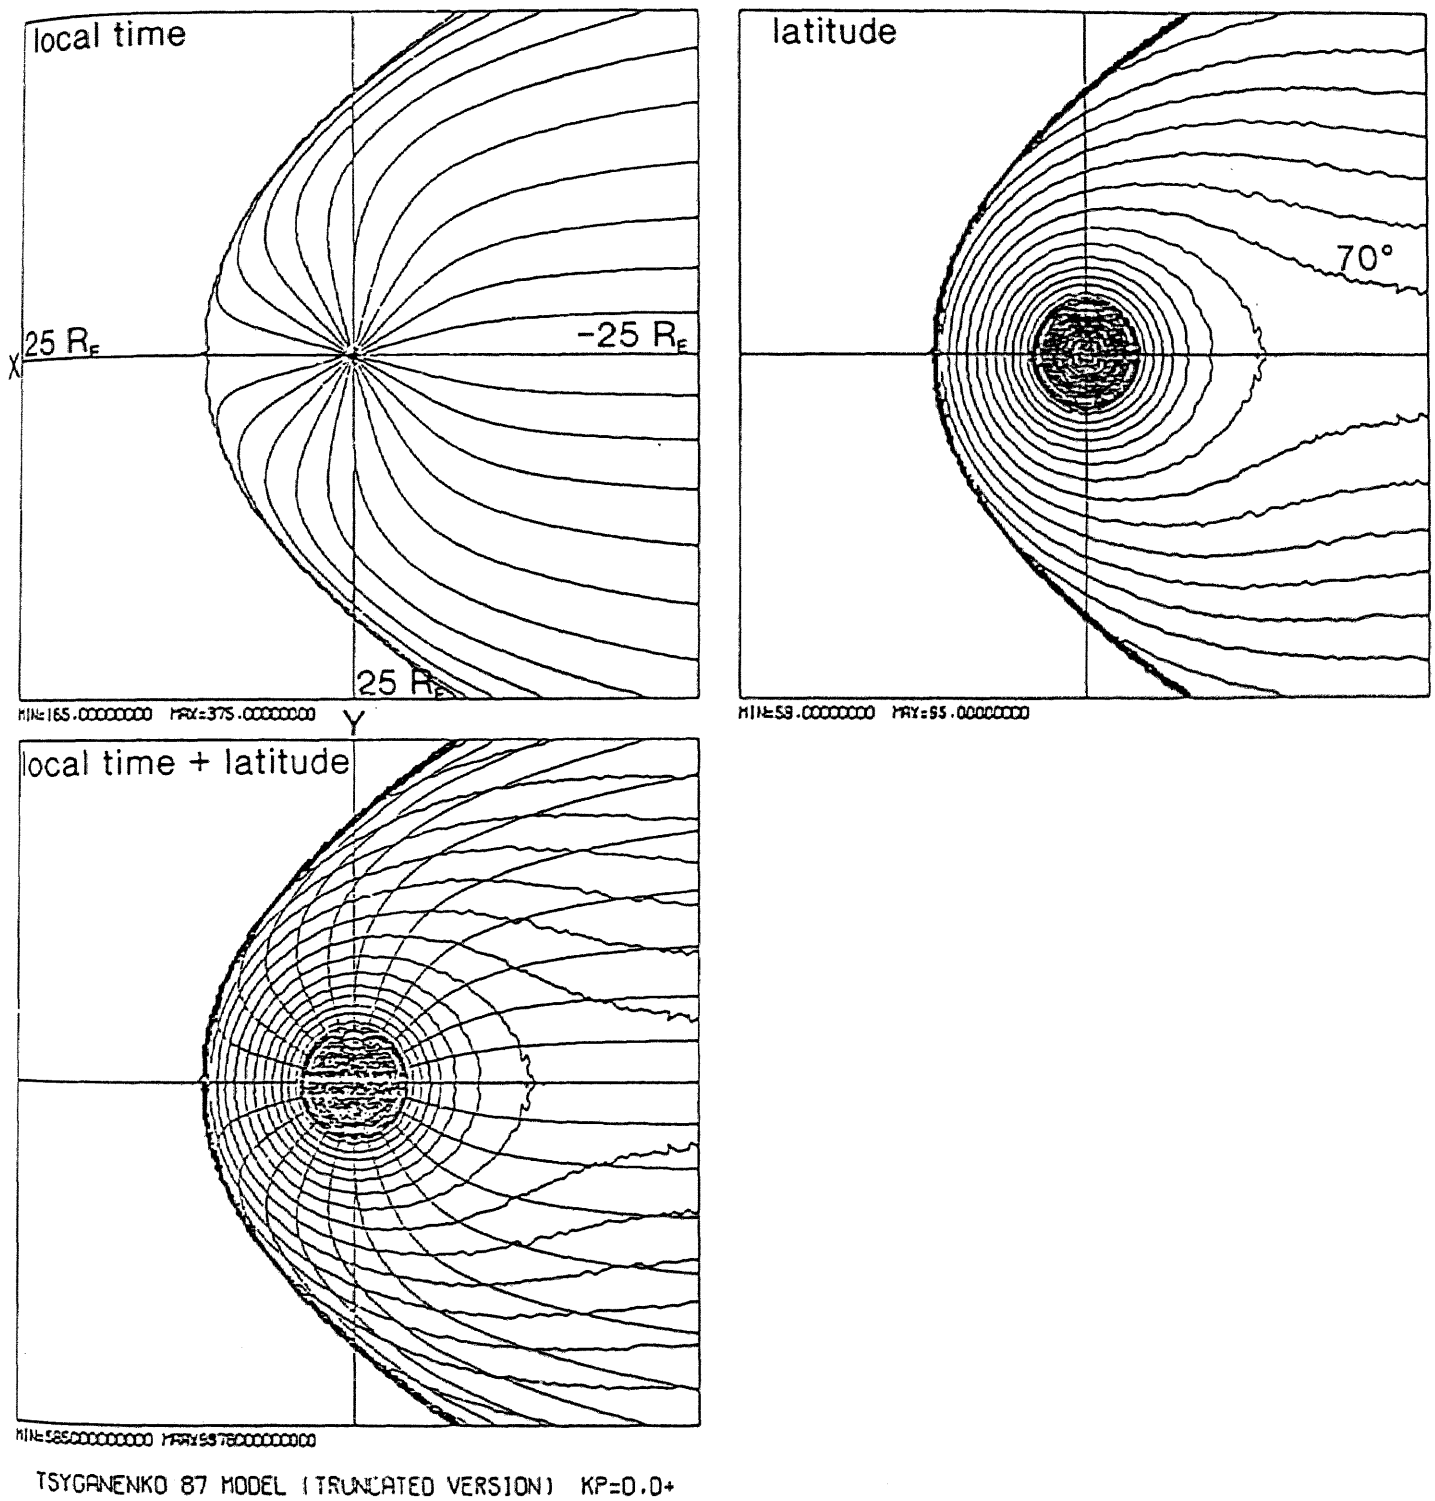 local time
latitude
70°
25 R_E
-25 R_E
X
25 R_E
MIN=165.00000000 MAX=375.00000000
MIN=59.00000000 MAX=95.00000000
Y
local time + latitude
TSYGANENKO 87 MODEL (TRUNCATED VERSION) KP=0.0+